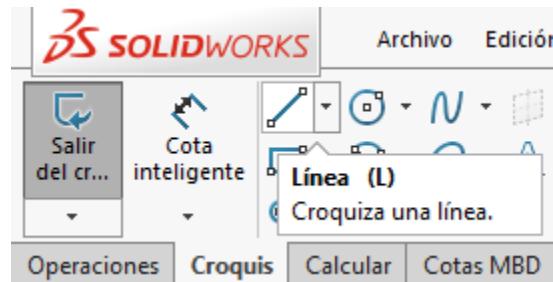 SOLIDWORKS Archivo Edición
Salir
del cr...
Cota
inteligente
Línea (L)
Croquiza una línea.
Operaciones Croquis Calcular Cotas MBD